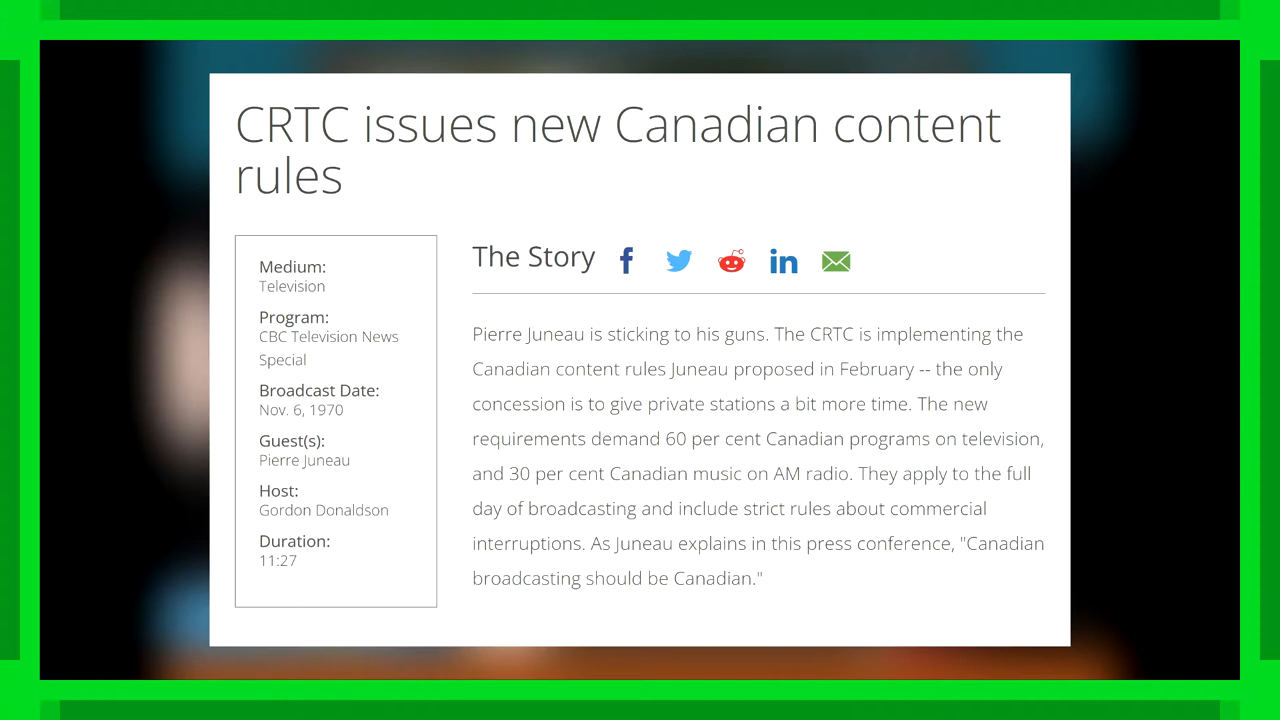 CRTC issues new Canadian content
rules
Medium:
Television
Program:
CBC Television News
Special
Broadcast Date:
Nov. 6, 1970
Guest(s):
Pierre Juneau
Host:
Gordon Donaldson
Duration:
11:27
The Story
Pierre Juneau is sticking to his guns. The CRTC is implementing the
Canadian content rules Juneau proposed in February -- the only
concession is to give private stations a bit more time. The new
requirements demand 60 per cent Canadian programs on television,
and 30 per cent Canadian music on AM radio. They apply to the full
day of broadcasting and include strict rules about commercial
interruptions. As Juneau explains in this press conference, "Canadian
broadcasting should be Canadian."